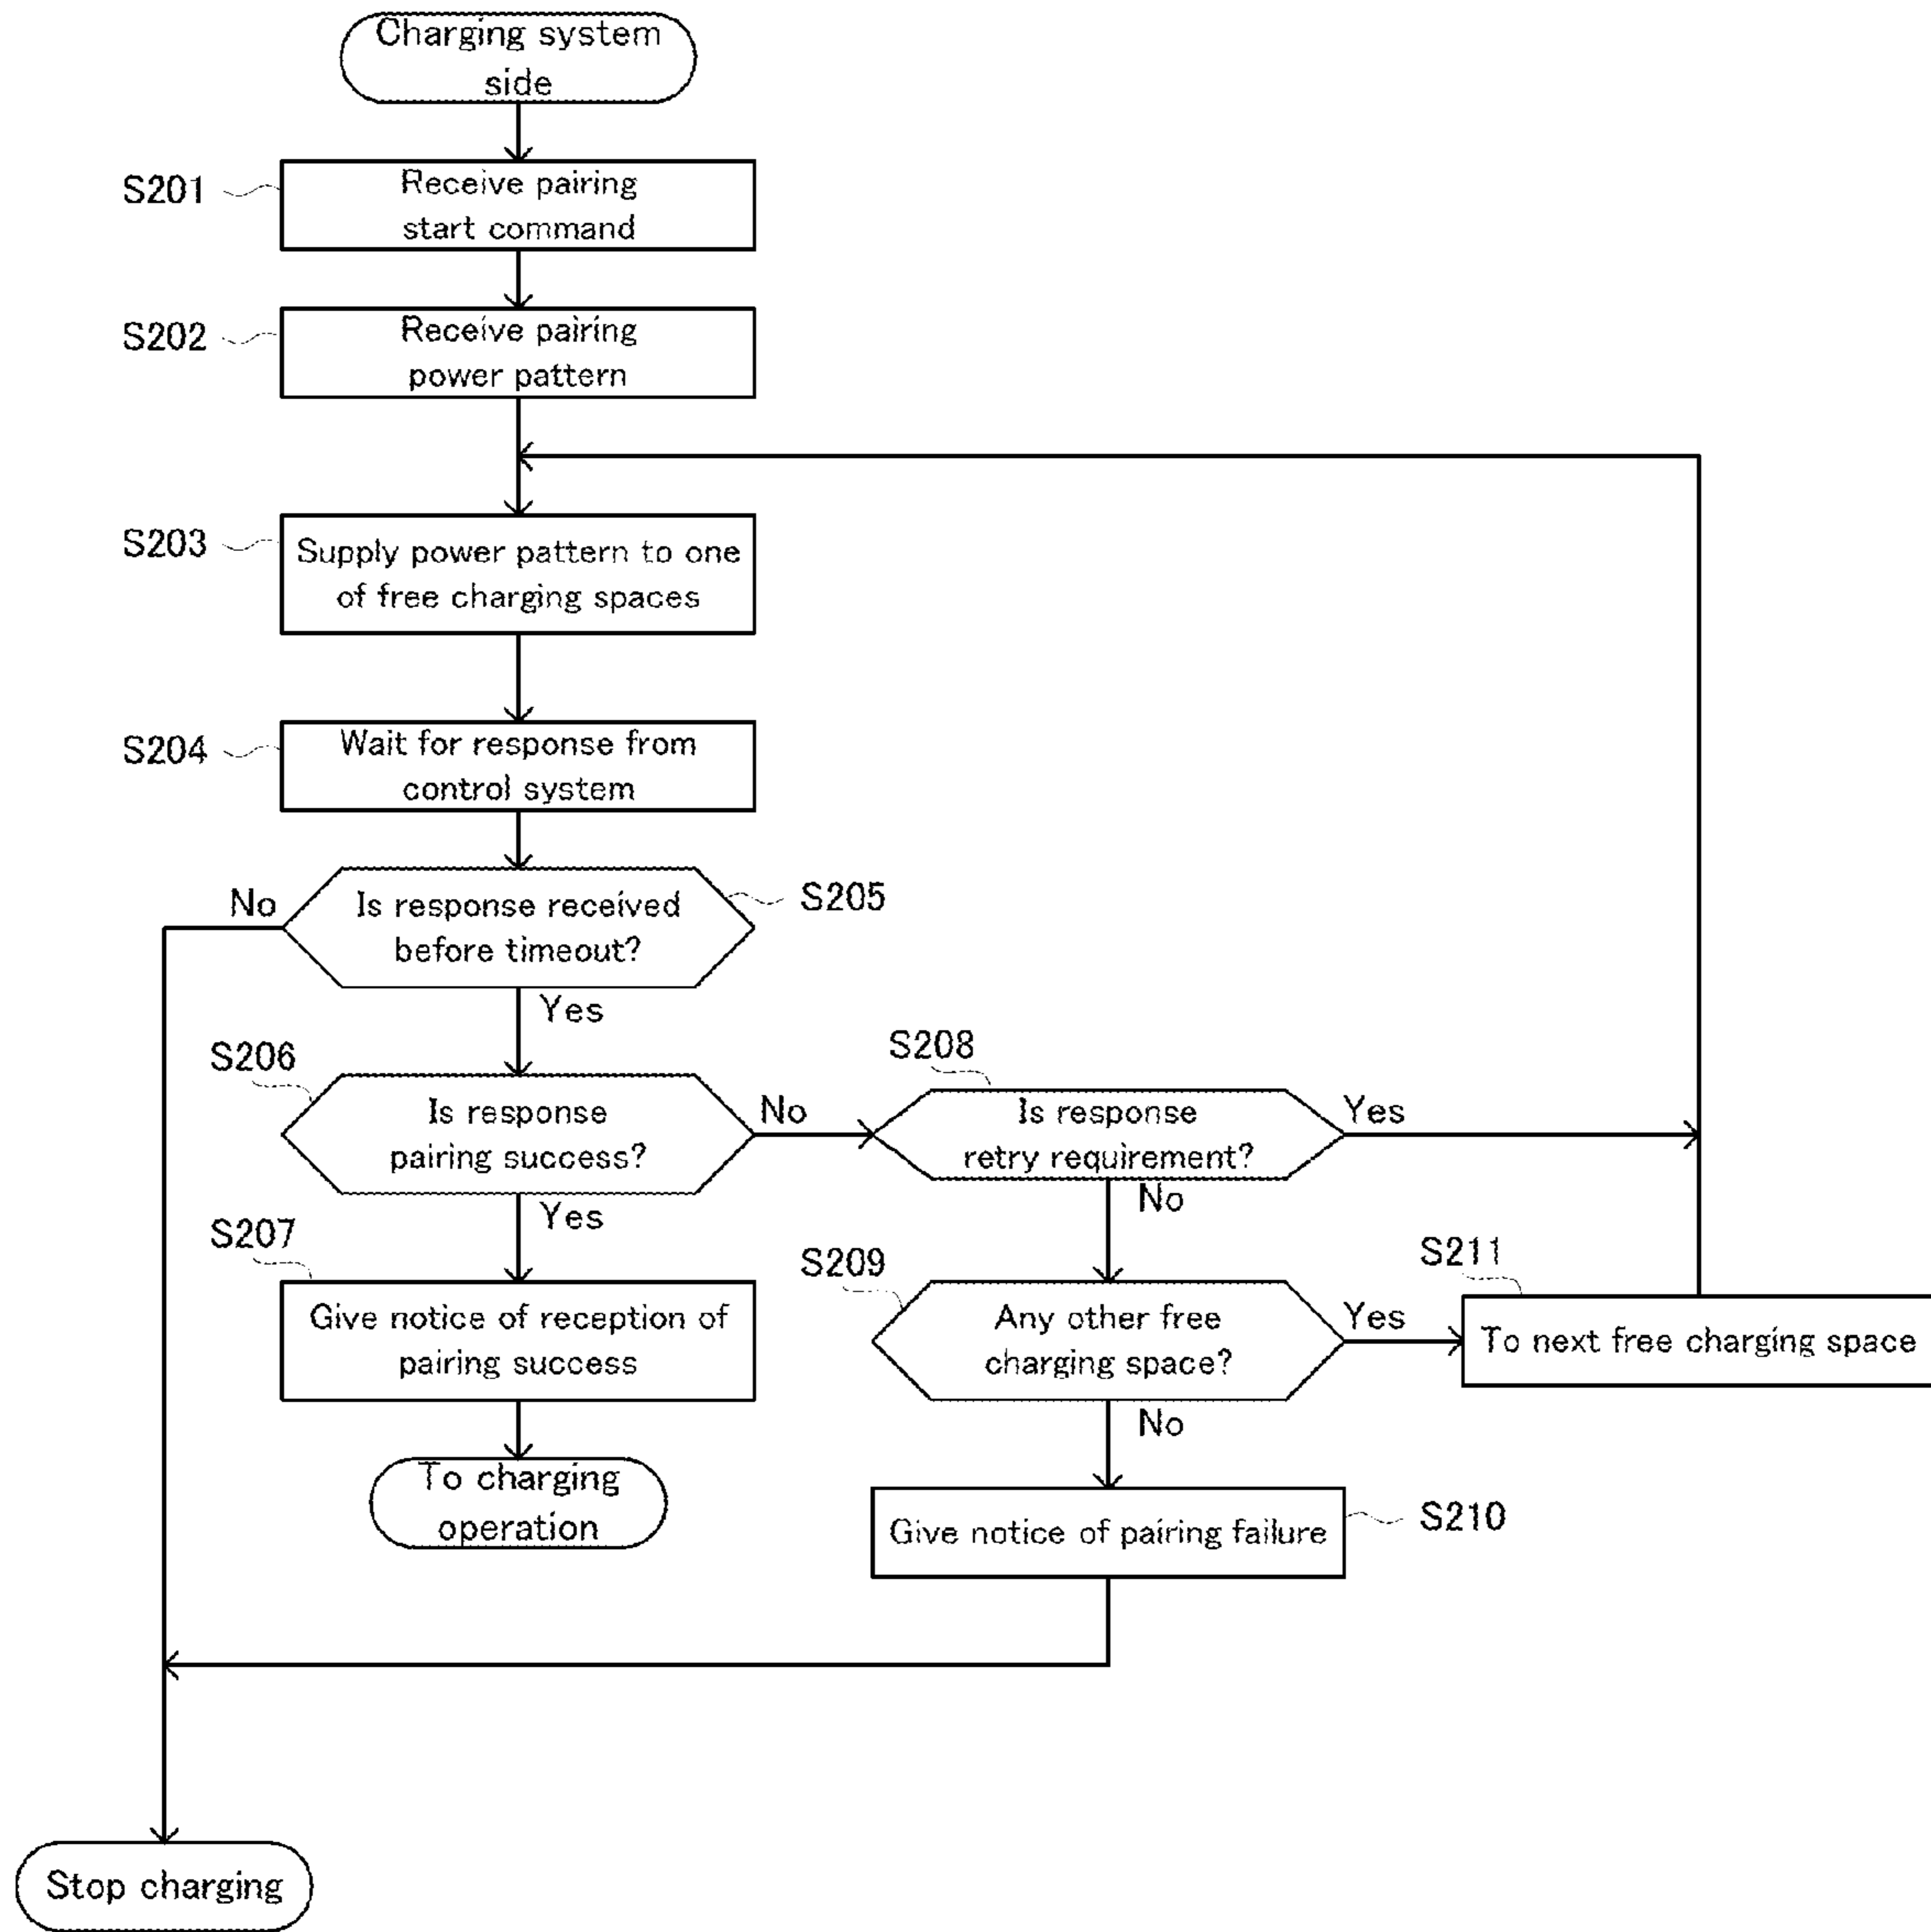 Charging system
side
S201
Receive pairing
start command
S202
Receive pairing
power pattern
S203
Supply power pattern to one
of free charging spaces
S204
Wait for response from
control system
No
Is response received
before timeout?
S205
Yes
S206
Is response
pairing success?
No
S208
Is response
retry requirement?
Yes
No
Yes
S207
Give notice of reception of
pairing success
S209
Any other free
charging space?
Yes
S211
To next free charging space
No
To charging
operation
Give notice of pairing failure
S210
Stop charging